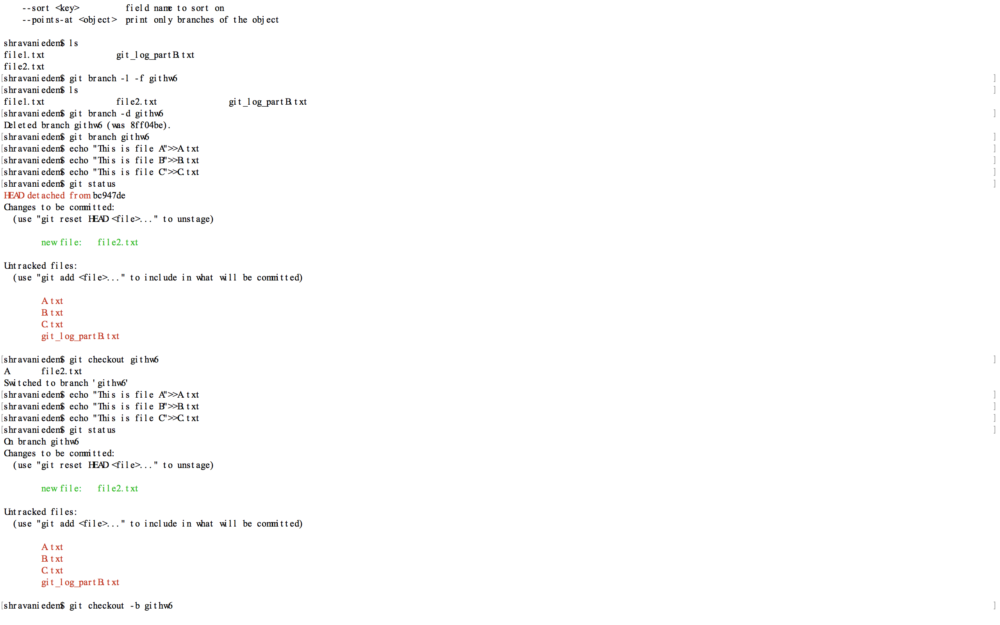 --sort <key>          field name to sort on
    --points-at <object>  print only branches of the object

shravaniedem$ ls
file1.txt               git_log_partB.txt
file2.txt
[shravaniedem$ git branch -l -f githw6 ]
[shravaniedem$ ls ]
file1.txt               file2.txt               git_log_partB.txt
[shravaniedem$ git branch -d githw6 ]
Deleted branch githw6 (was 8ff04be).
[shravaniedem$ git branch githw6 ]
[shravaniedem$ echo "This is file A">>A.txt ]
[shravaniedem$ echo "This is file B">>B.txt ]
[shravaniedem$ echo "This is file C">>C.txt ]
[shravaniedem$ git status ]
HEAD detached from bc947de
Changes to be committed:
  (use "git reset HEAD <file>..." to unstage)

        new file:   file2.txt

Untracked files:
  (use "git add <file>..." to include in what will be committed)

        A.txt
        B.txt
        C.txt
        git_log_partB.txt

[shravaniedem$ git checkout githw6 ]
A       file2.txt
Switched to branch 'githw6'
[shravaniedem$ echo "This is file A">>A.txt ]
[shravaniedem$ echo "This is file B">>B.txt ]
[shravaniedem$ echo "This is file C">>C.txt ]
[shravaniedem$ git status ]
On branch githw6
Changes to be committed:
  (use "git reset HEAD <file>..." to unstage)

        new file:   file2.txt

Untracked files:
  (use "git add <file>..." to include in what will be committed)

        A.txt
        B.txt
        C.txt
        git_log_partB.txt

[shravaniedem$ git checkout -b githw6 ]